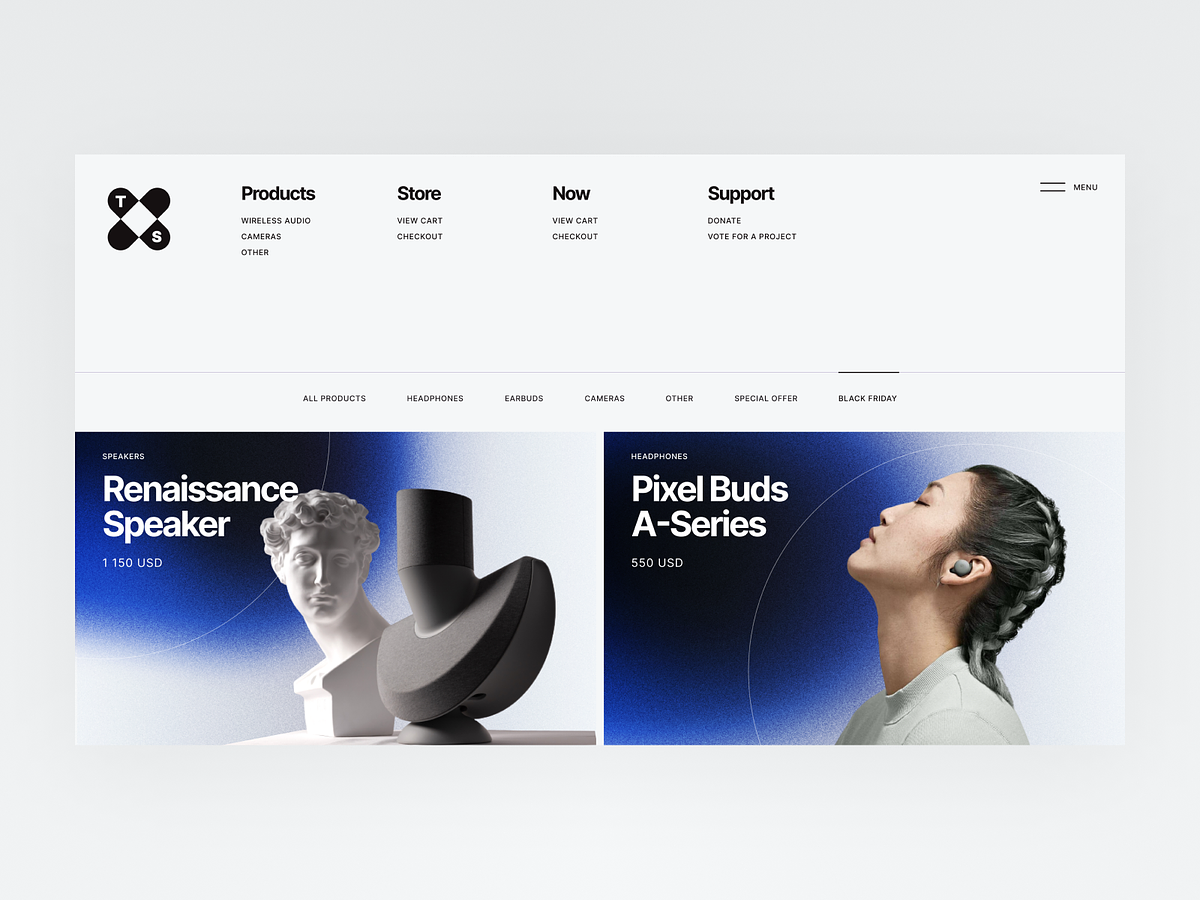 T
S
Products
WIRELESS AUDIO
CAMERAS
OTHER
Store
VIEW CART
CHECKOUT
Now
VIEW CART
CHECKOUT
Support
DONATE
VOTE FOR A PROJECT
MENU
ALL PRODUCTS
HEADPHONES
EARBUDS
CAMERAS
OTHER
SPECIAL OFFER
BLACK FRIDAY
SPEAKERS
Renaissance
Speaker
1 150 USD
HEADPHONES
Pixel Buds
A-Series
550 USD